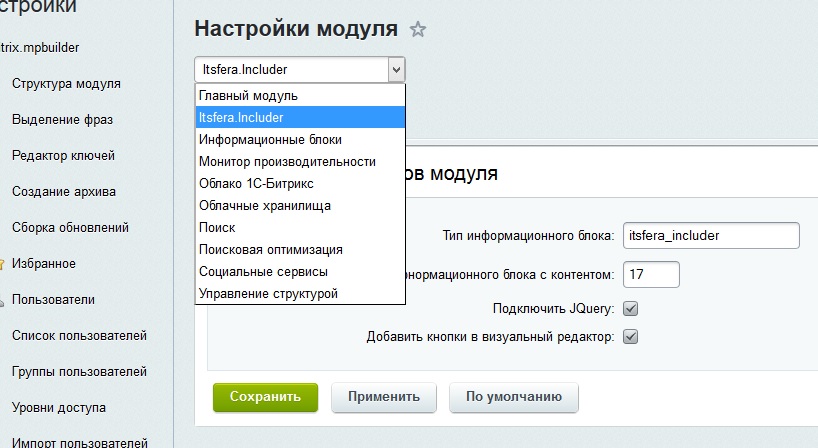 стройки
trix.mpbuilder
Структура модуля
Выделение фраз
Редактор ключей
Создание архива
Сборка обновлений
Избранное
Пользователи
Список пользователей
Группы пользователей
Уровни доступа
Импорт пользователей
Настройки модуля
Itsfera.Includer
Главный модуль
Itsfera.Includer
Информационные блоки
Монитор производительности
Облако 1С-Битрикс
Облачные хранилища
Поиск
Поисковая оптимизация
Социальные сервисы
Управление структурой
ов модуля
Тип информационного блока: itsfera_includer
формационного блока с контентом: 17
Подключить JQuery:
Добавить кнопки в визуальный редактор:
Сохранить Применить По умолчанию